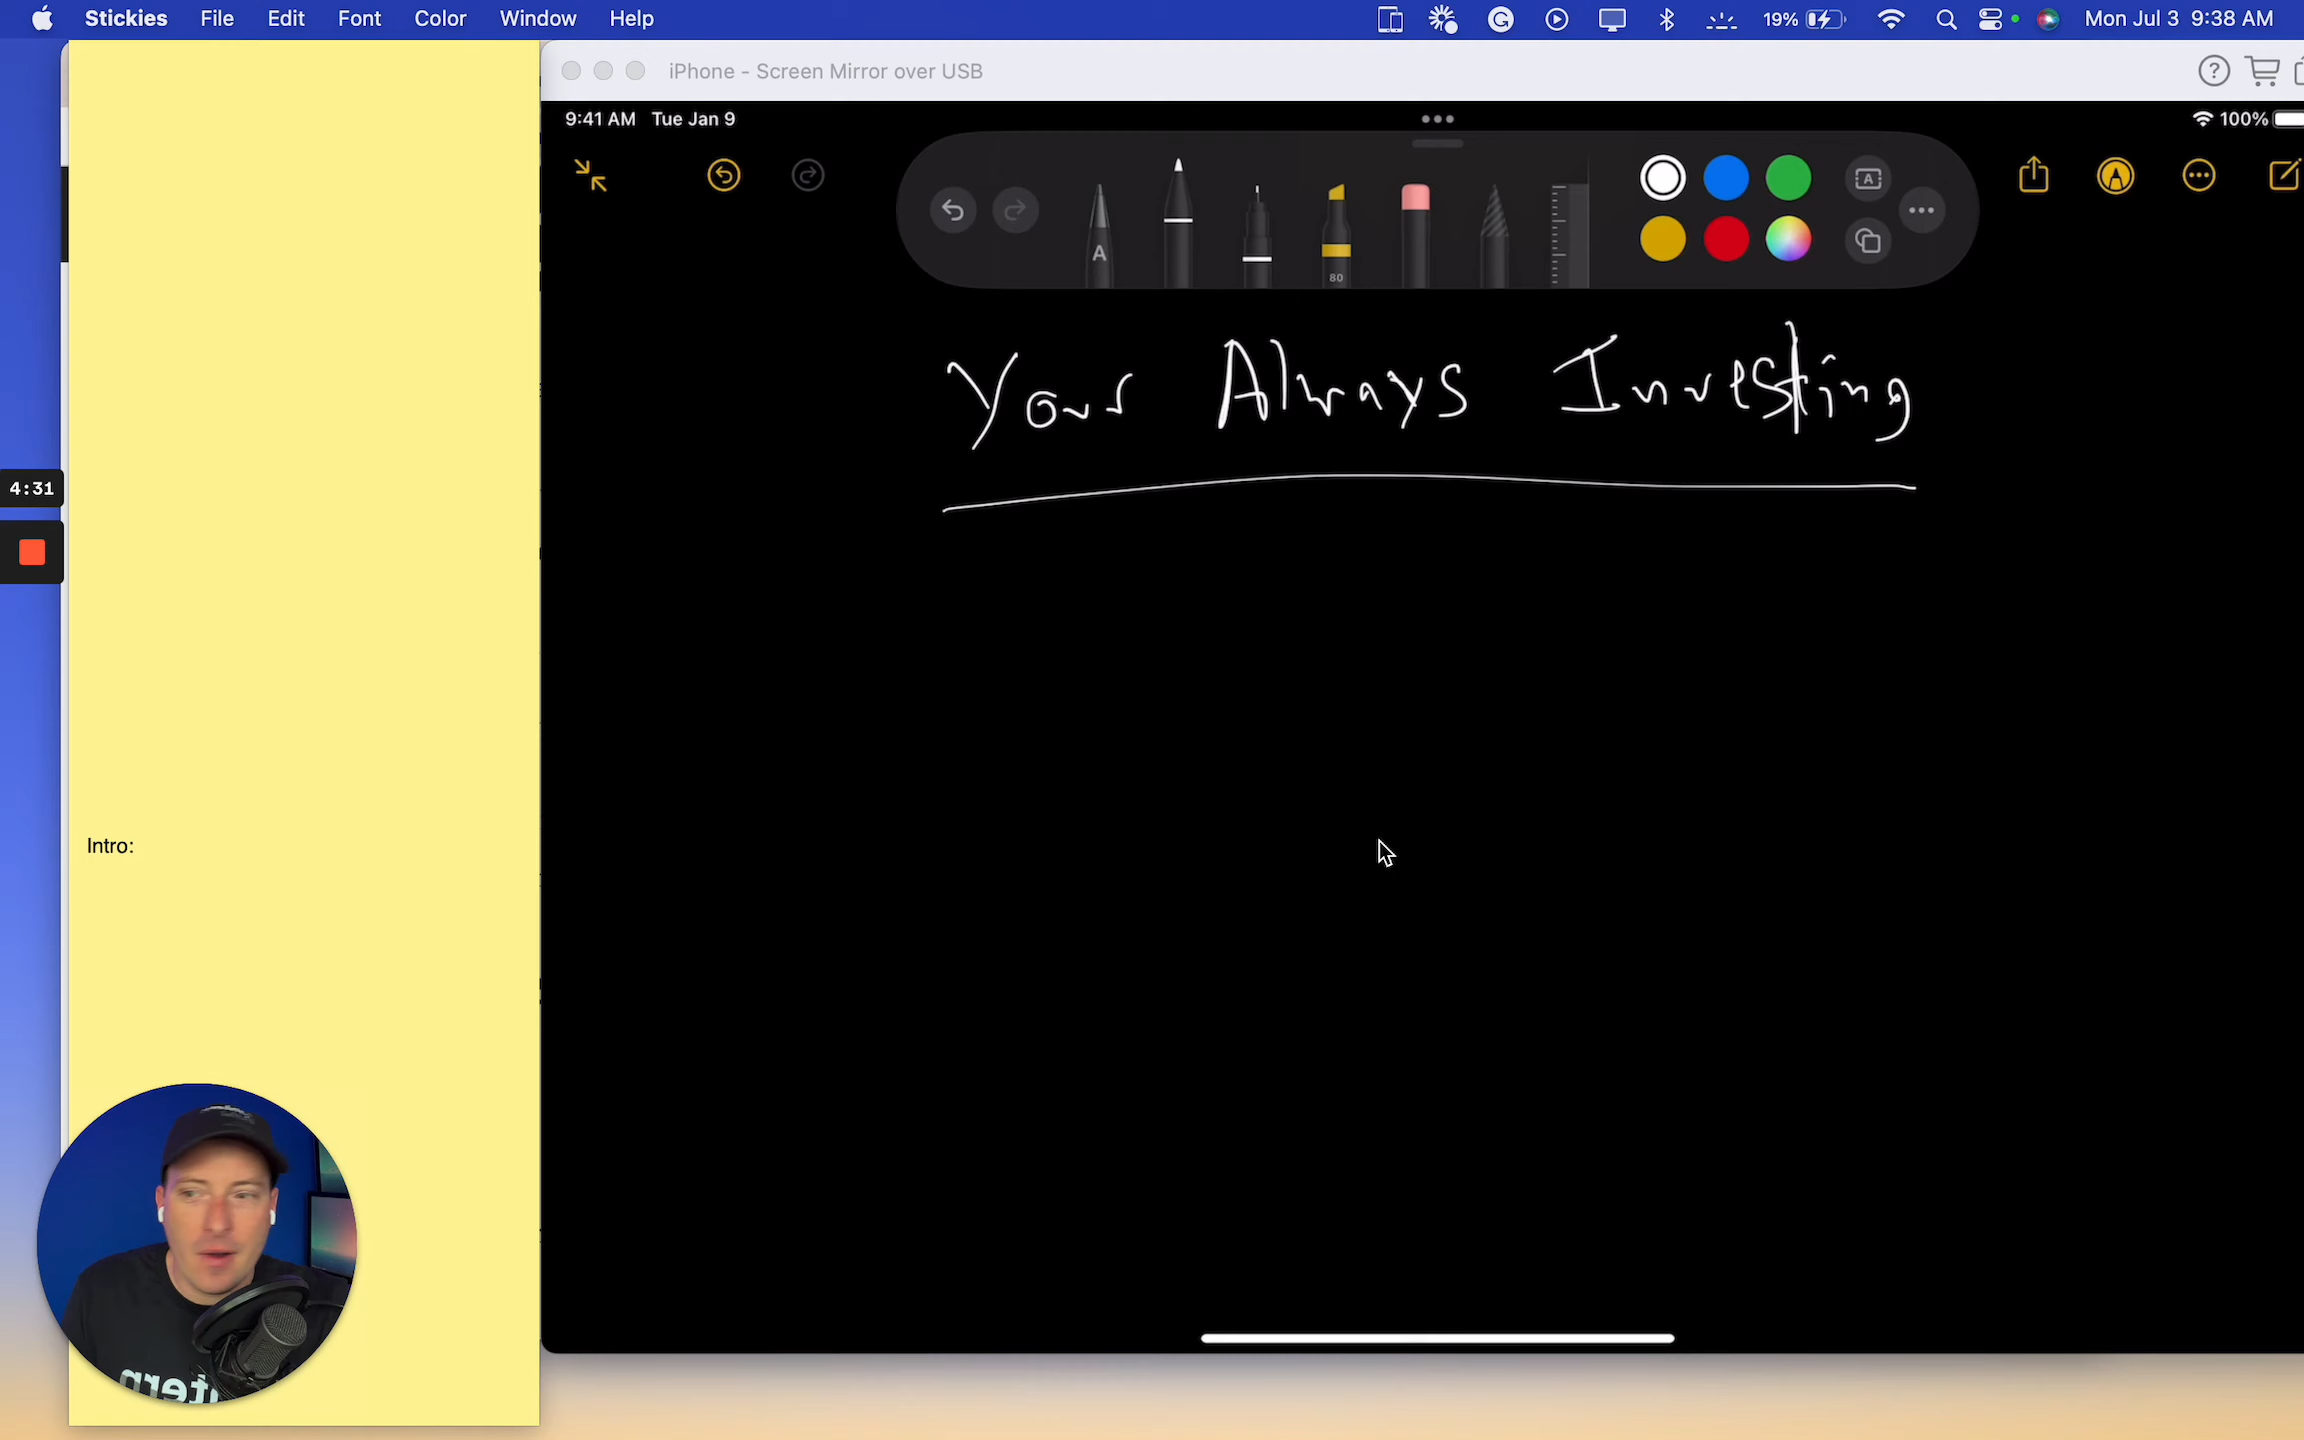 Stickies File Edit Font Color Window Help 19% Mon Jul 3 9:38 AM
iPhone - Screen Mirror over USB
9:41 AM Tue Jan 9 100%
A
80
A
Your Always Investing
4:31
Intro: